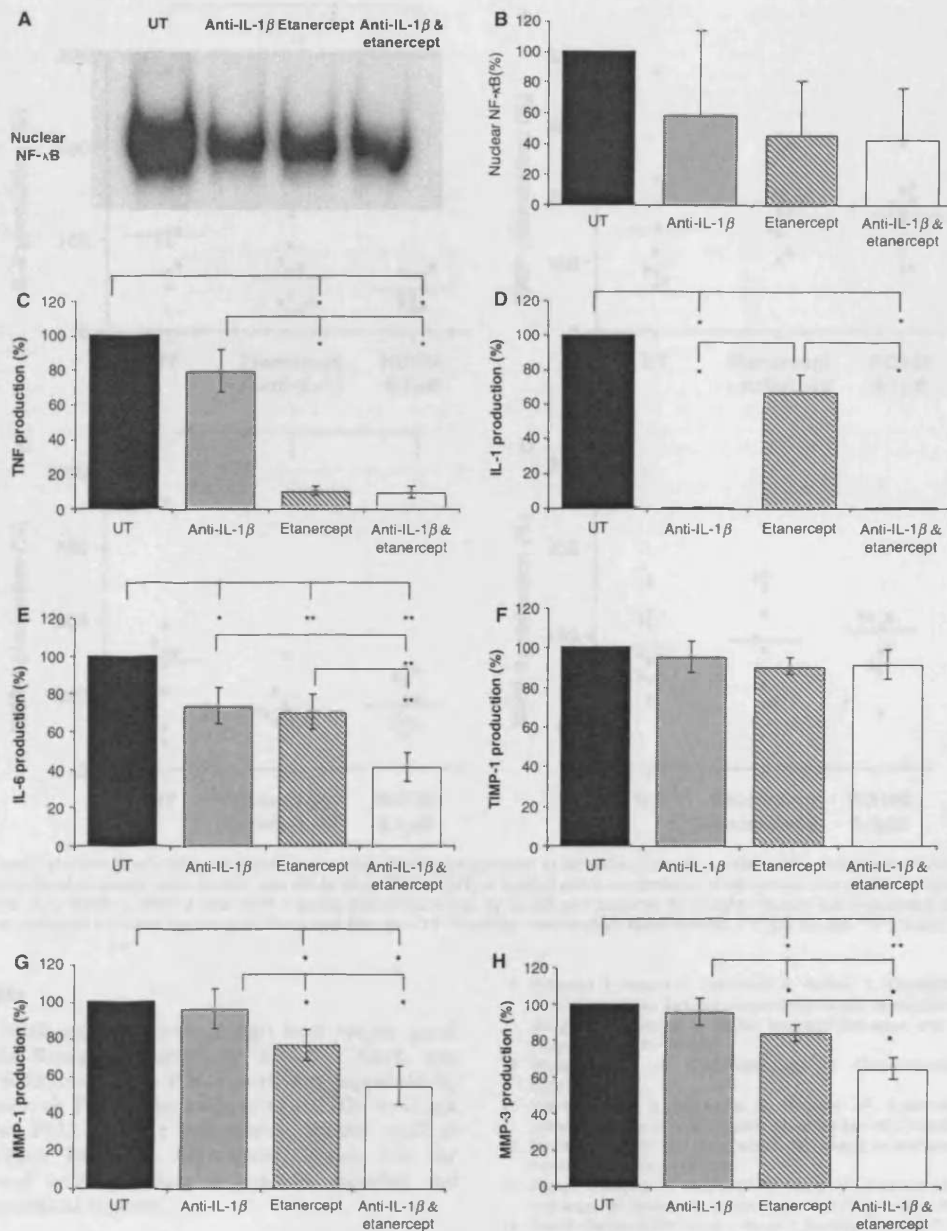 A
UT
Anti-IL-1β
Etanercept
Anti-IL-1β &
etanercept
Nuclear
NF-κB
B
Nuclear NF-κB(%)
120
100
80
60
40
20
0
UT
Anti-IL-1β
Etanercept
Anti-IL-1β &
etanercept
C
TNF production (%)
120
100
80
60
40
20
0
* *
* *
UT
Anti-IL-1β
Etanercept
Anti-IL-1β &
etanercept
D
IL-1 production (%)
120
100
80
60
40
20
0
* *
* *
UT
Anti-IL-1β
Etanercept
Anti-IL-1β &
etanercept
E
IL-6 production (%)
120
100
80
60
40
20
0
* ** **
**
**
UT
Anti-IL-1β
Etanercept
Anti-IL-1β &
etanercept
F
TIMP-1 production (%)
120
100
80
60
40
20
0
UT
Anti-IL-1β
Etanercept
Anti-IL-1β &
etanercept
G
MMP-1 production (%)
120
100
80
60
40
20
0
* *
* *
UT
Anti-IL-1β
Etanercept
Anti-IL-1β &
etanercept
H
MMP-3 production (%)
120
100
80
60
40
20
0
* **
* *
*
UT
Anti-IL-1β
Etanercept
Anti-IL-1β &
etanercept